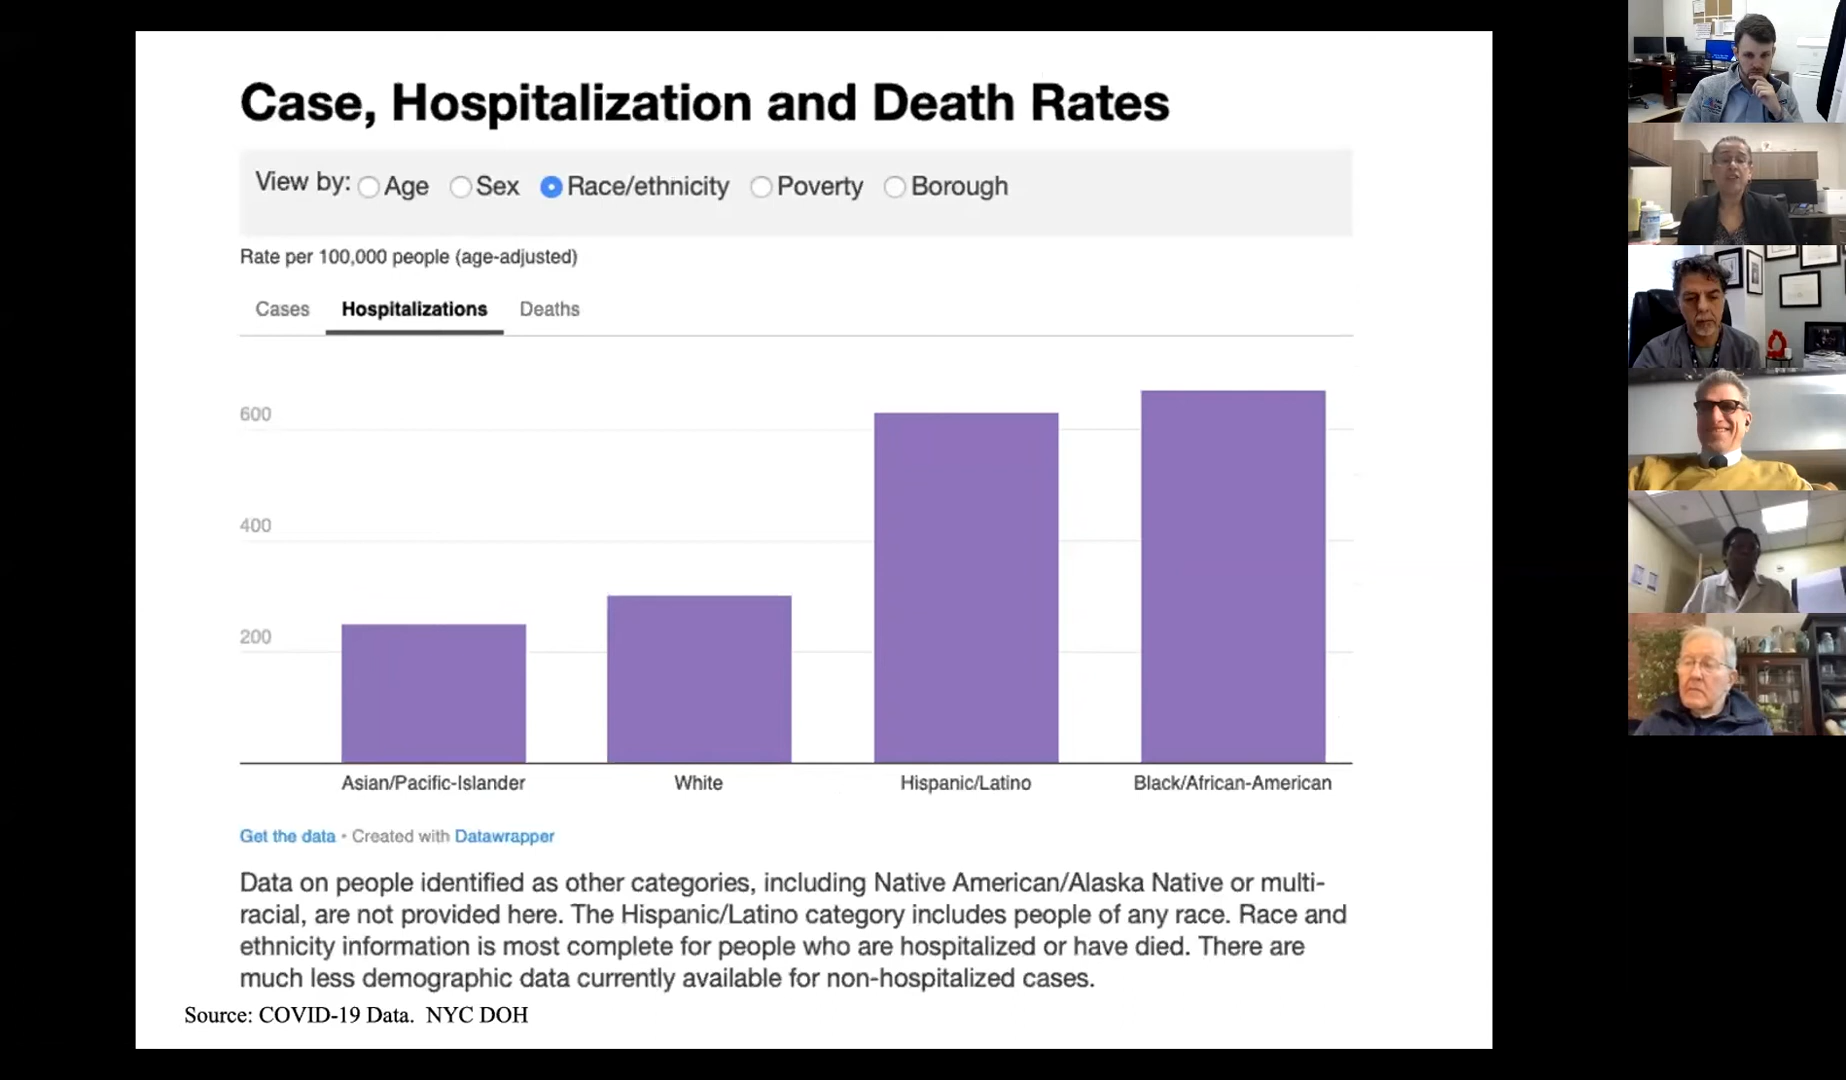 Case, Hospitalization and Death Rates
View by: Age Sex Race/ethnicity Poverty Borough
Rate per 100,000 people (age-adjusted)
Cases Hospitalizations Deaths
600
400
200
Asian/Pacific-Islander White Hispanic/Latino Black/African-American
Get the data • Created with Datawrapper
Data on people identified as other categories, including Native American/Alaska Native or multi-
racial, are not provided here. The Hispanic/Latino category includes people of any race. Race and
ethnicity information is most complete for people who are hospitalized or have died. There are
much less demographic data currently available for non-hospitalized cases.
Source: COVID-19 Data. NYC DOH